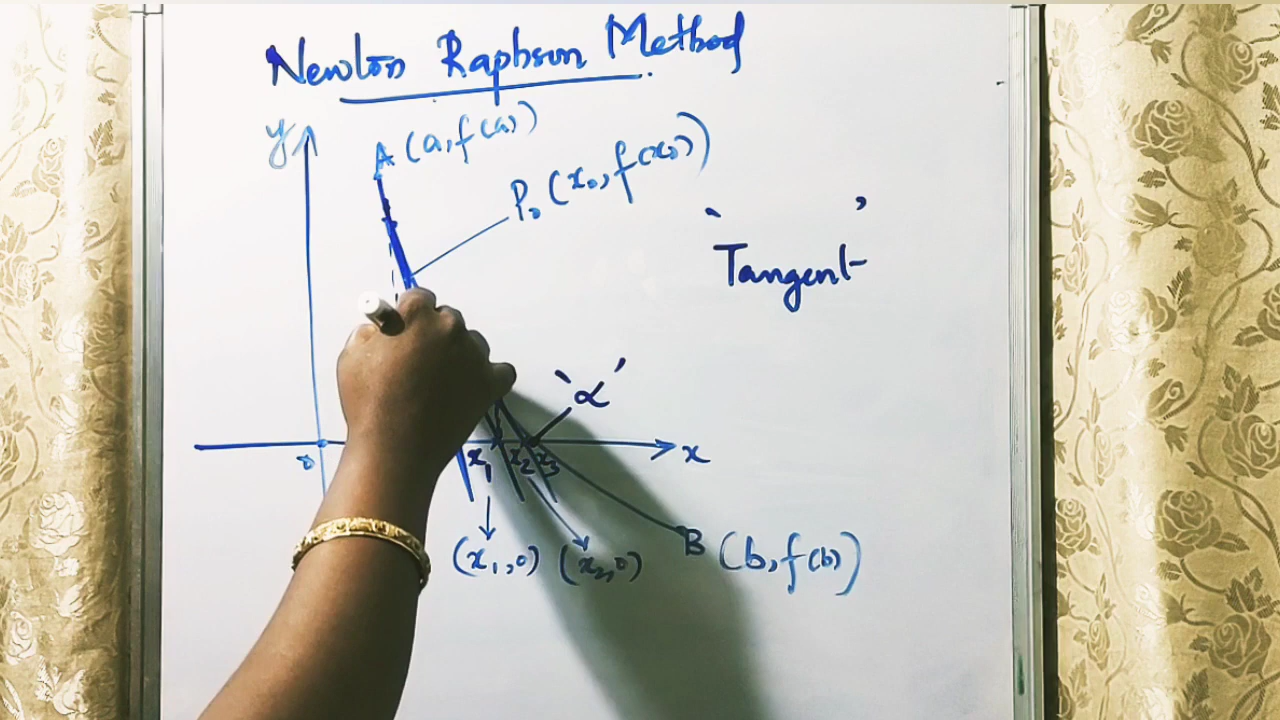 Newton Raphson Method
y
A (a, f(a))
P₀ (x₀, f(x₀))
' Tangent '
' α '
0
x₁ x₂ x₃
x
(x₁, 0) (x₂, 0)
B (b, f(b))